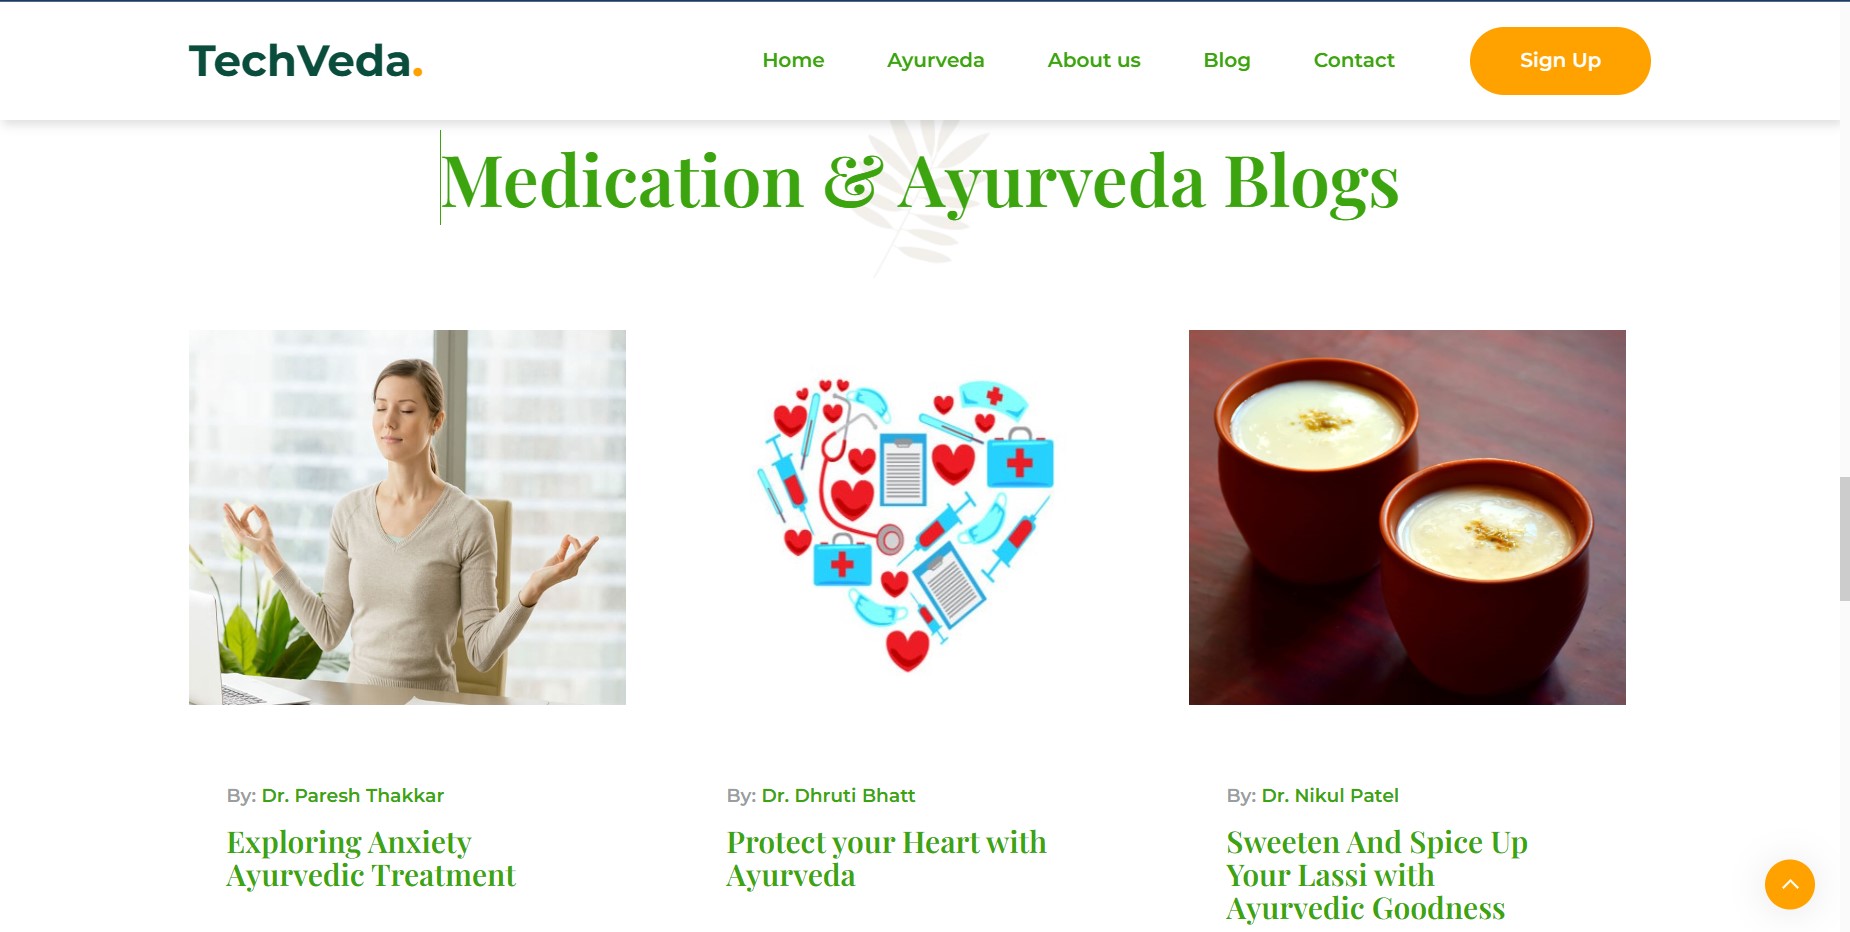 TechVeda.
Home Ayurveda About us Blog Contact Sign Up
Medication & Ayurveda Blogs
By: Dr. Paresh Thakkar
Exploring Anxiety
Ayurvedic Treatment
By: Dr. Dhruti Bhatt
Protect your Heart with
Ayurveda
By: Dr. Nikul Patel
Sweeten And Spice Up
Your Lassi with
Ayurvedic Goodness